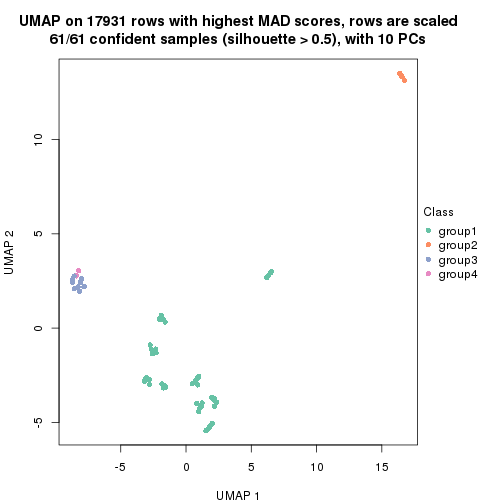 UMAP on 17931 rows with highest MAD scores, rows are scaled
61/61 confident samples (silhouette > 0.5), with 10 PCs
10
5
0
-5
UMAP 2
-5
0
5
10
15
UMAP 1
Class
group1
group2
group3
group4